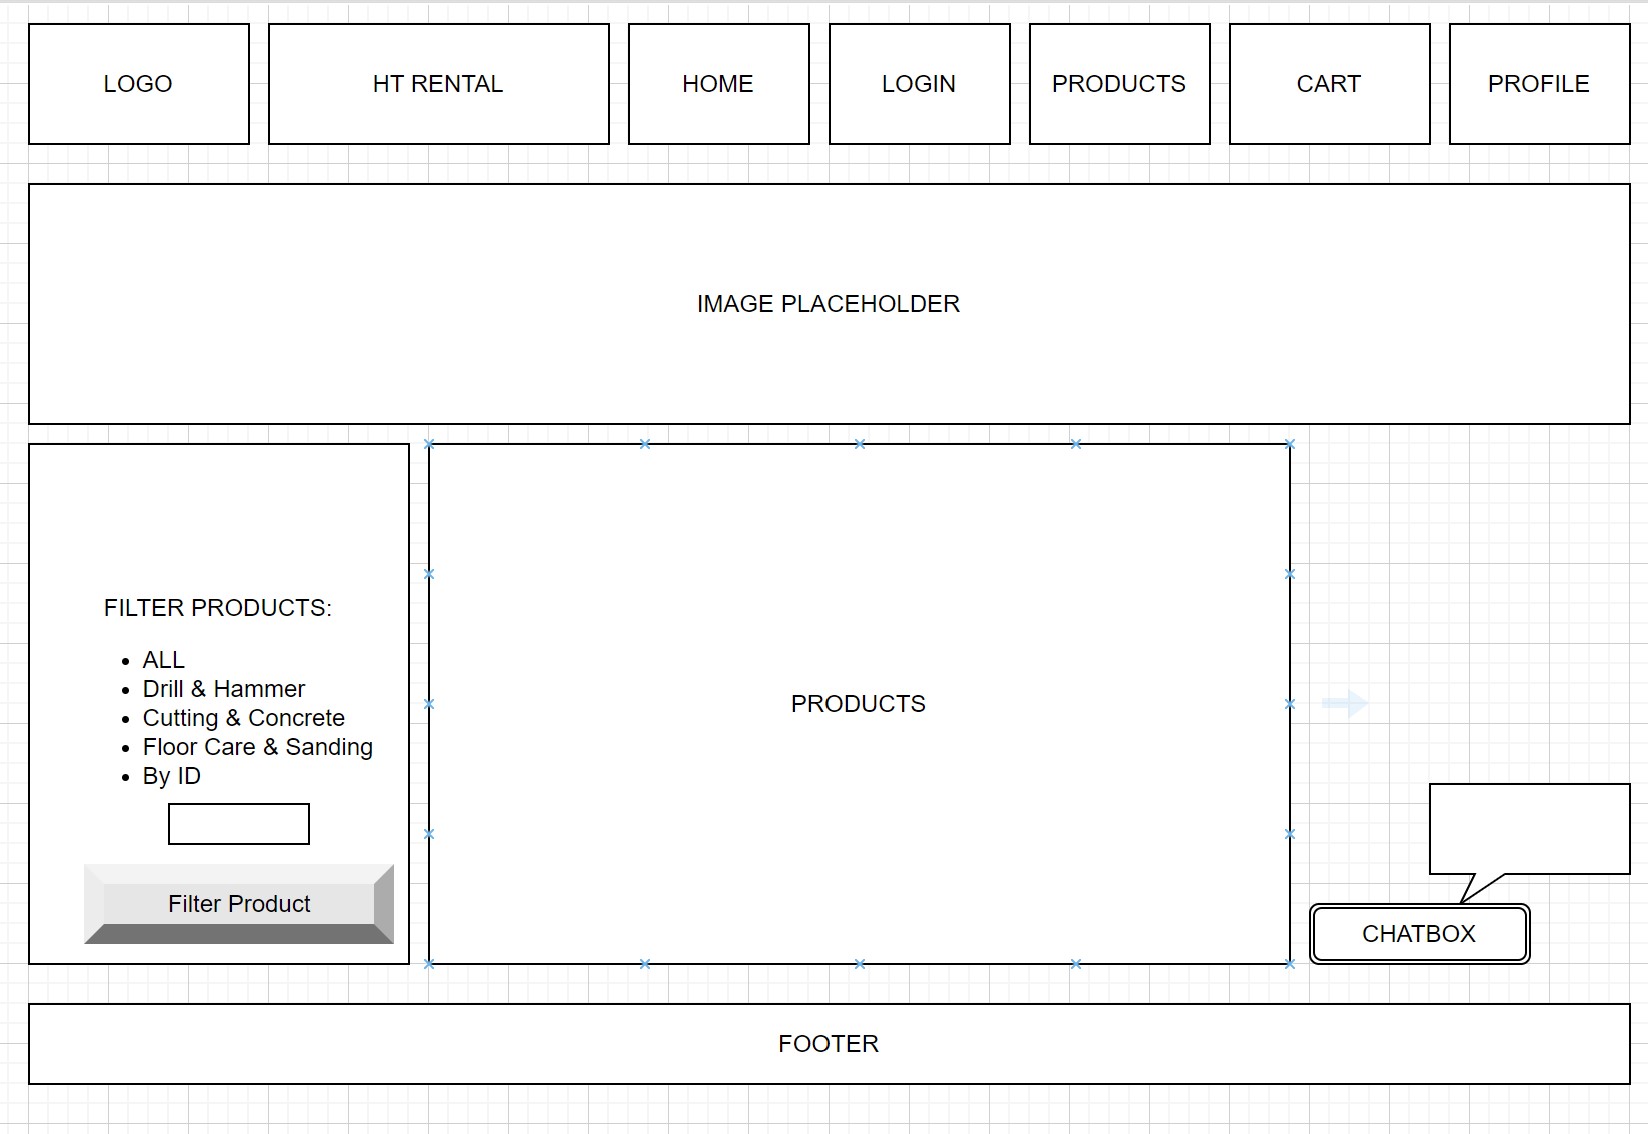 LOGO
HT RENTAL
HOME
LOGIN
PRODUCTS
CART
PROFILE
IMAGE PLACEHOLDER
FILTER PRODUCTS:
• ALL
• Drill & Hammer
• Cutting & Concrete
• Floor Care & Sanding
• By ID
Filter Product
PRODUCTS
CHATBOX
FOOTER